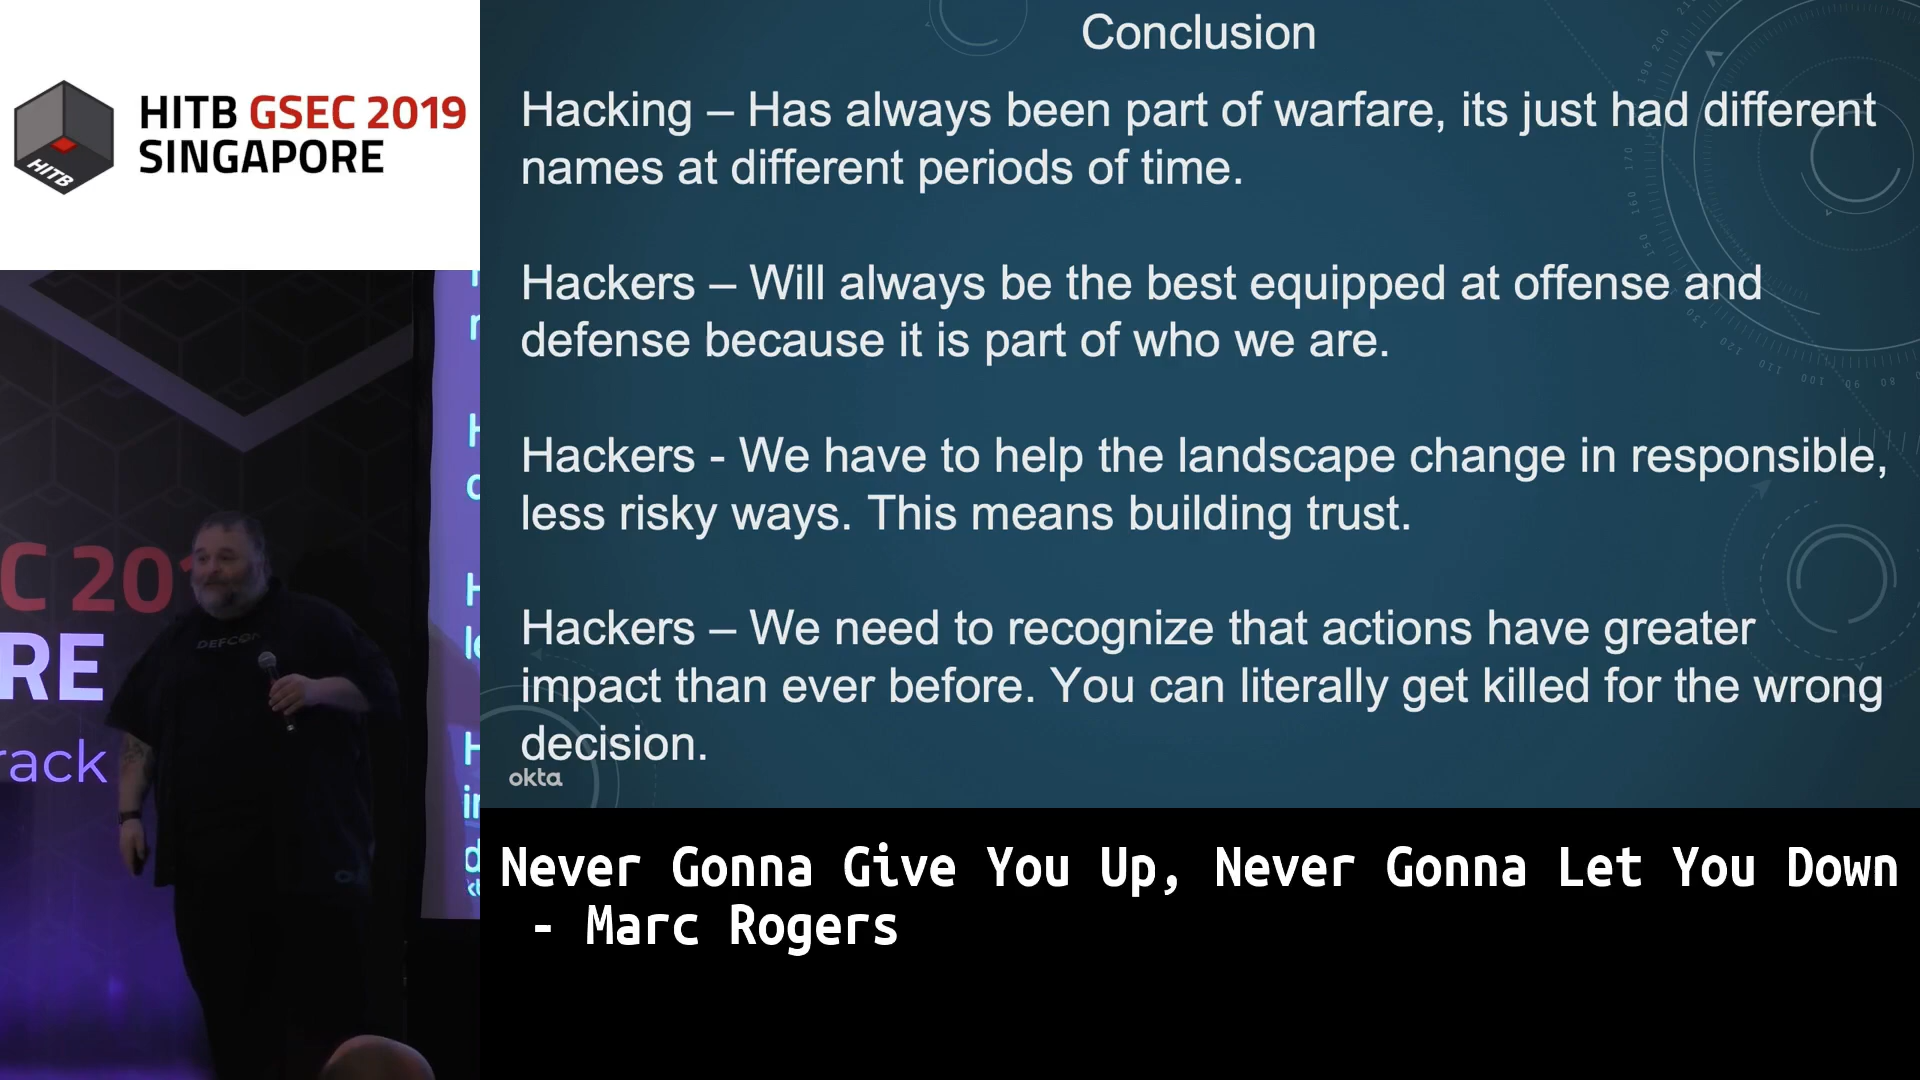 HITB GSEC 2019
SINGAPORE
HITB
Conclusion
Hacking – Has always been part of warfare, its just had different
names at different periods of time.
Hackers – Will always be the best equipped at offense and
defense because it is part of who we are.
Hackers - We have to help the landscape change in responsible,
less risky ways. This means building trust.
Hackers – We need to recognize that actions have greater
impact than ever before. You can literally get killed for the wrong
decision.
okta
Never Gonna Give You Up, Never Gonna Let You Down
- Marc Rogers
C 201
RE
rack
DEFCON